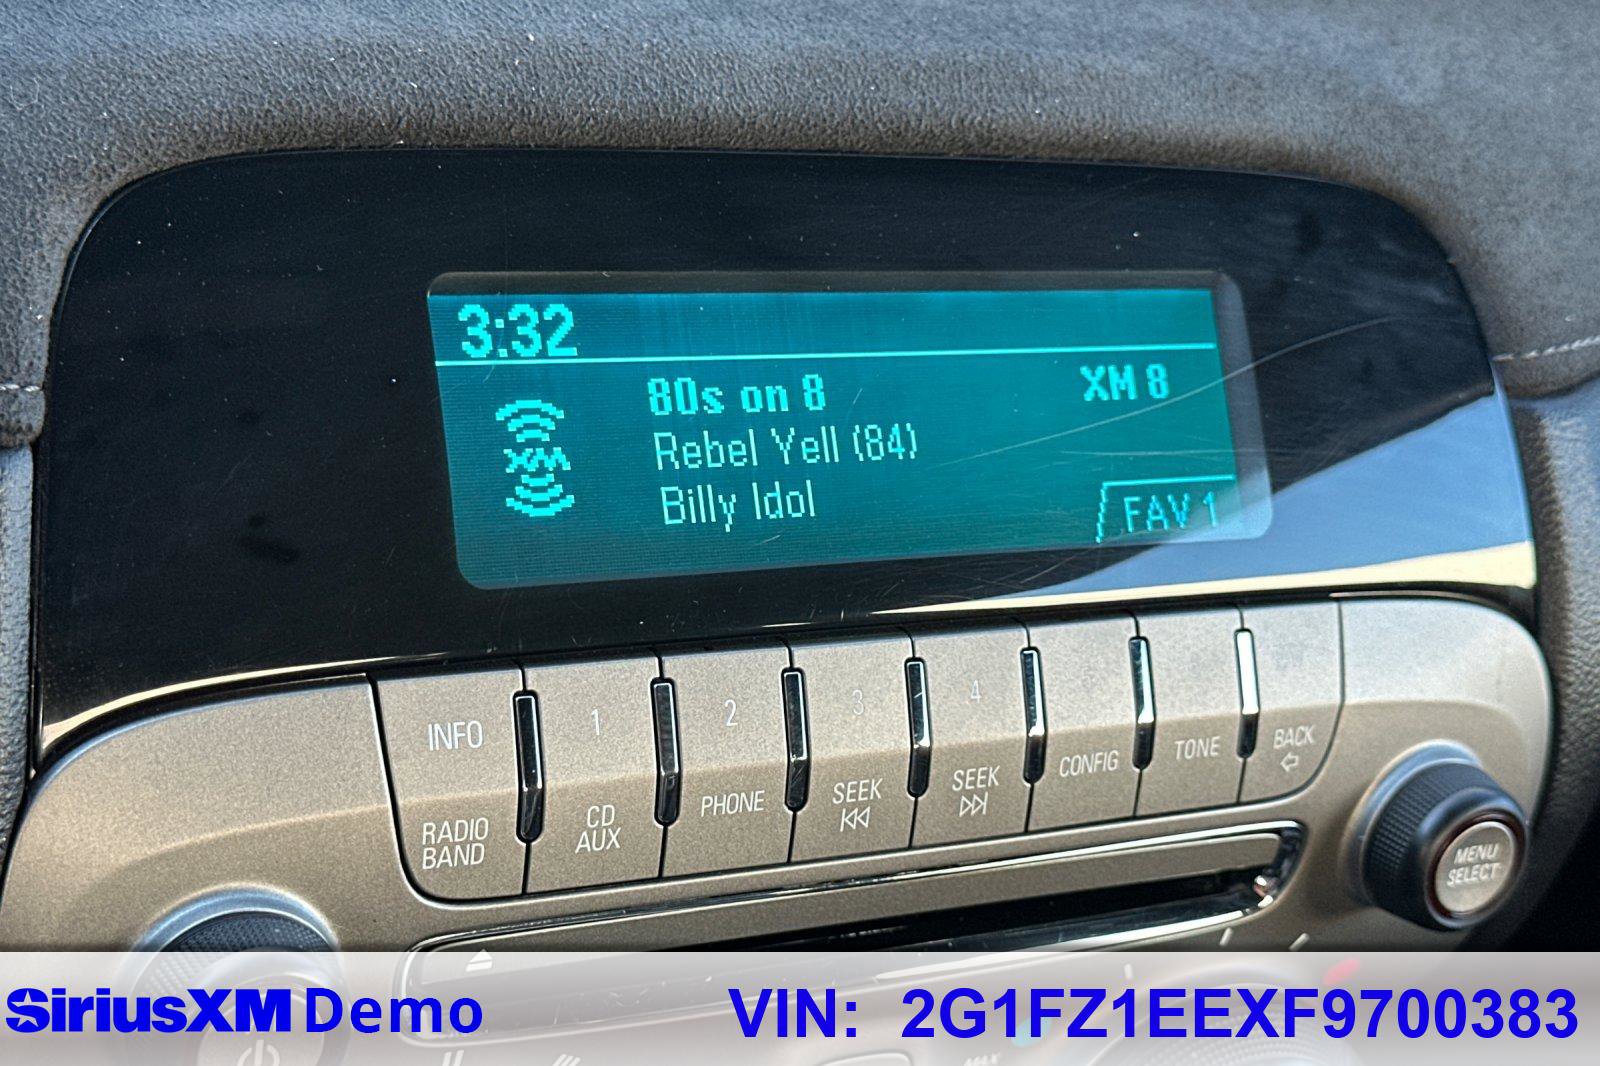 3:32
80s on 8
XM 8
XM
Rebel Yell (84)
Billy Idol
FAV 1
INFO
1
2
3
4
RADIO
BAND
CD
AUX
PHONE
SEEK
SEEK
CONFIG
TONE
BACK
MENU
SELECT
SiriusXM Demo
VIN: 2G1FZ1EEXF9700383